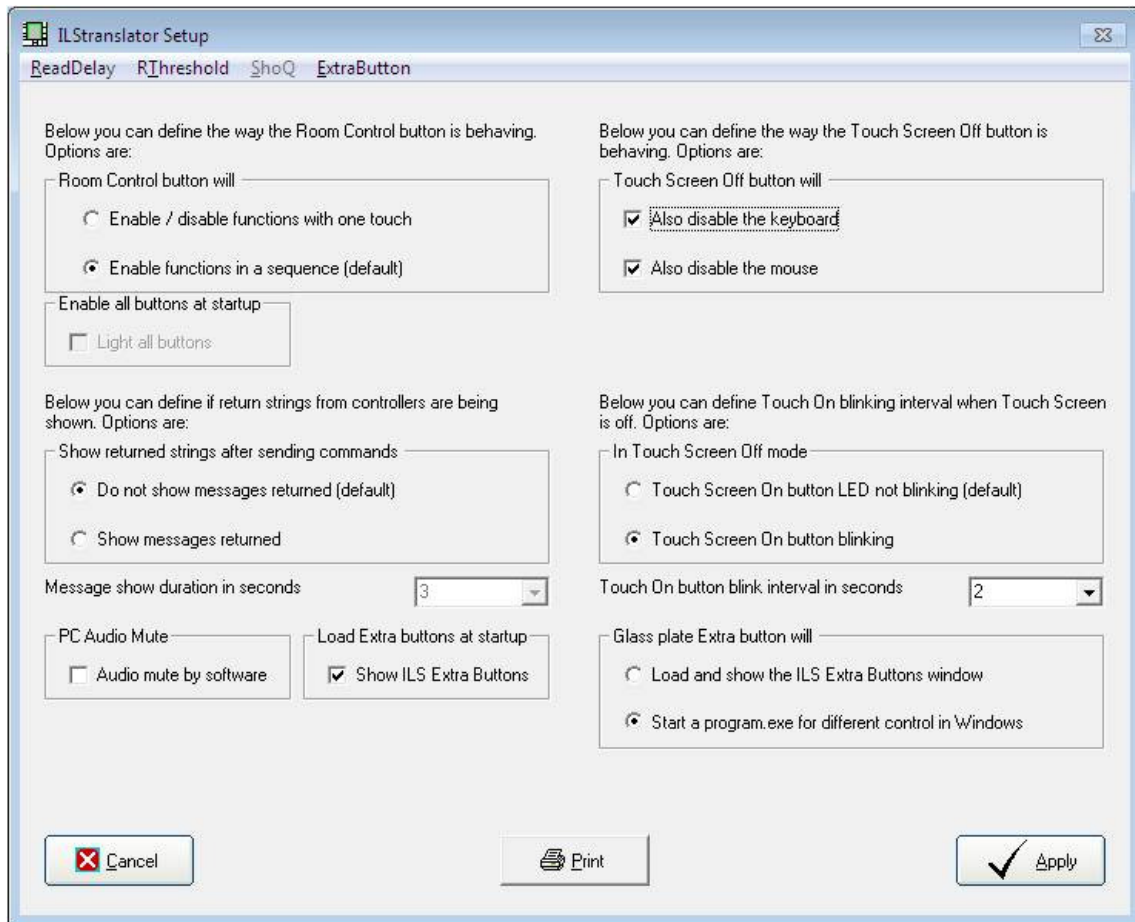 ILStranslator Setup
ReadDelay RThreshold ShoQ ExtraButton
Below you can define the way the Room Control button is behaving.
Options are:
Room Control button will
Enable / disable functions with one touch
Enable functions in a sequence (default)
Enable all buttons at startup
Light all buttons
Below you can define the way the Touch Screen Off button is
behaving. Options are:
Touch Screen Off button will
Also disable the keyboard
Also disable the mouse
Below you can define if return strings from controllers are being
shown. Options are:
Show returned strings after sending commands
Do not show messages returned (default)
Show messages returned
Message show duration in seconds 3
Below you can define Touch On blinking interval when Touch Screen
is off. Options are:
In Touch Screen Off mode
Touch Screen On button LED not blinking (default)
Touch Screen On button blinking
Touch On button blink interval in seconds 2
PC Audio Mute
Audio mute by software
Load Extra buttons at startup
Show ILS Extra Buttons
Glass plate Extra button will
Load and show the ILS Extra Buttons window
Start a program.exe for different control in Windows
Cancel
Print
Apply